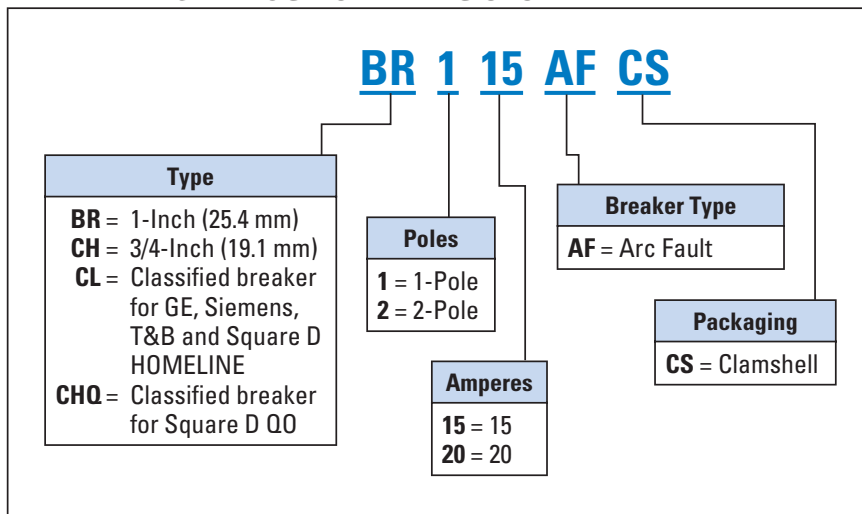 BR 1 15 AF CS
Type
BR = 1-Inch (25.4 mm)
CH = 3/4-Inch (19.1 mm)
CL = Classified breaker
for GE, Siemens,
T&B and Square D
HOMELINE
CHQ = Classified breaker
for Square D QO
Poles
1 = 1-Pole
2 = 2-Pole
Amperes
15 = 15
20 = 20
Breaker Type
AF = Arc Fault
Packaging
CS = Clamshell